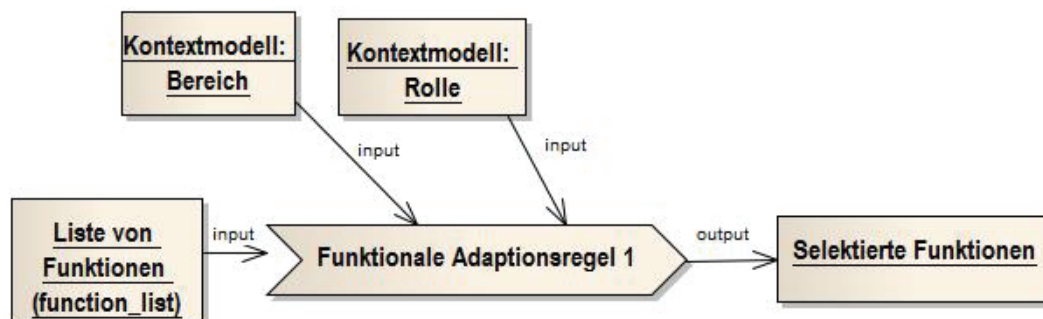 Kontextmodell:
Bereich
Kontextmodell:
Rolle
input
input
Liste von
Funktionen
(function_list)
input
Funktionale Adaptionsregel 1
output
Selektierte Funktionen